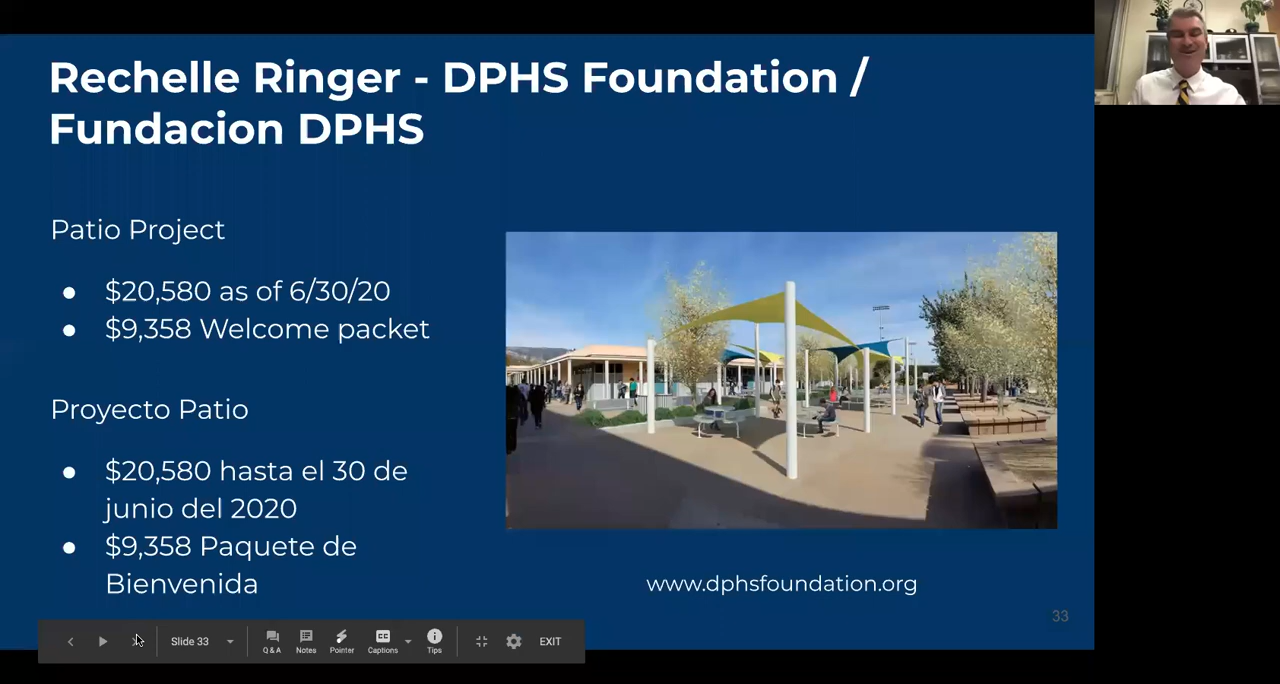 Rechelle Ringer - DPHS Foundation /
Fundacion DPHS
Patio Project
● $20,580 as of 6/30/20
● $9,358 Welcome packet
Proyecto Patio
● $20,580 hasta el 30 de
junio del 2020
● $9,358 Paquete de
Bienvenida
www.dphsfoundation.org
33
Slide 33
Q & A
Notes
Pointer
CC
Captions
Tips
EXIT